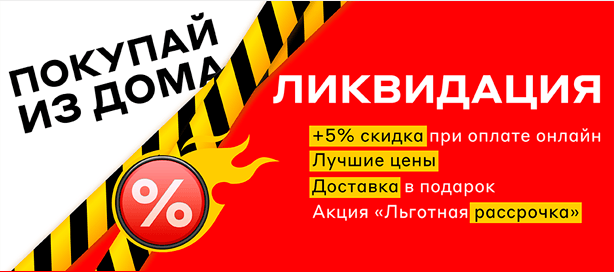 ПОКУПАЙ
ИЗ ДОМА
ЛИКВИДАЦИЯ
+5% скидка при оплате онлайн
Лучшие цены
Доставка в подарок
Акция «Льготная рассрочка»
%